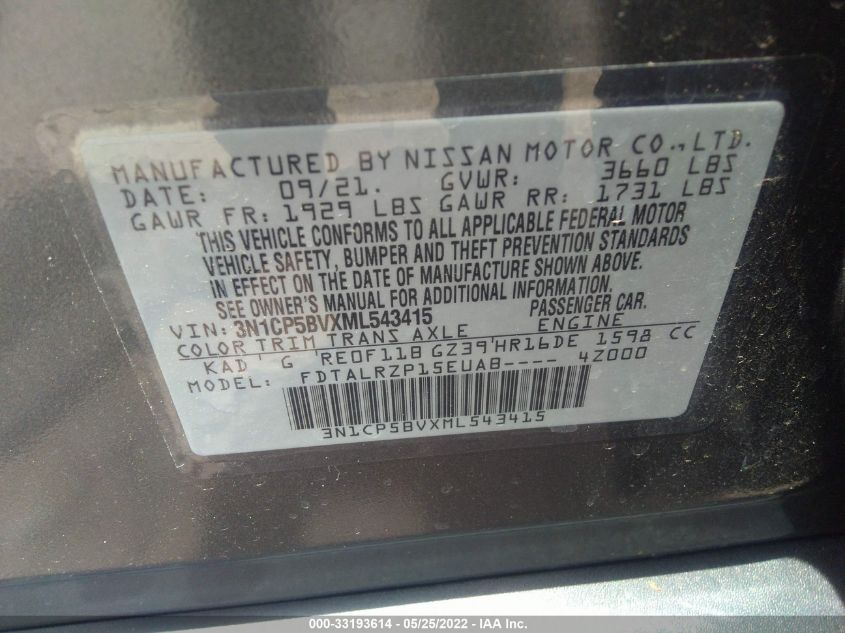 MANUFACTURED BY NISSAN MOTOR CO.,LTD.
DATE: 09/21. GVWR: 3660 LBS
GAWR FR: 1929 LBS GAWR RR: 1731 LBS
THIS VEHICLE CONFORMS TO ALL APPLICABLE FEDERAL MOTOR
VEHICLE SAFETY, BUMPER AND THEFT PREVENTION STANDARDS
IN EFFECT ON THE DATE OF MANUFACTURE SHOWN ABOVE.
SEE OWNER'S MANUAL FOR ADDITIONAL GAWR'S
VIN: 3N1CP5BVXML543415 PASSENGER CAR.
COLOR TRIM TRANS AXLE ENGINE
KAD ' G 'RE0F11B GZ39'HR16DE 1598 CC
MODEL: FDTALRZP15EUAB---- 4Z000
3N1CP5BVXML543415
000-33193614 - 05/25/2022 - IAA Inc.